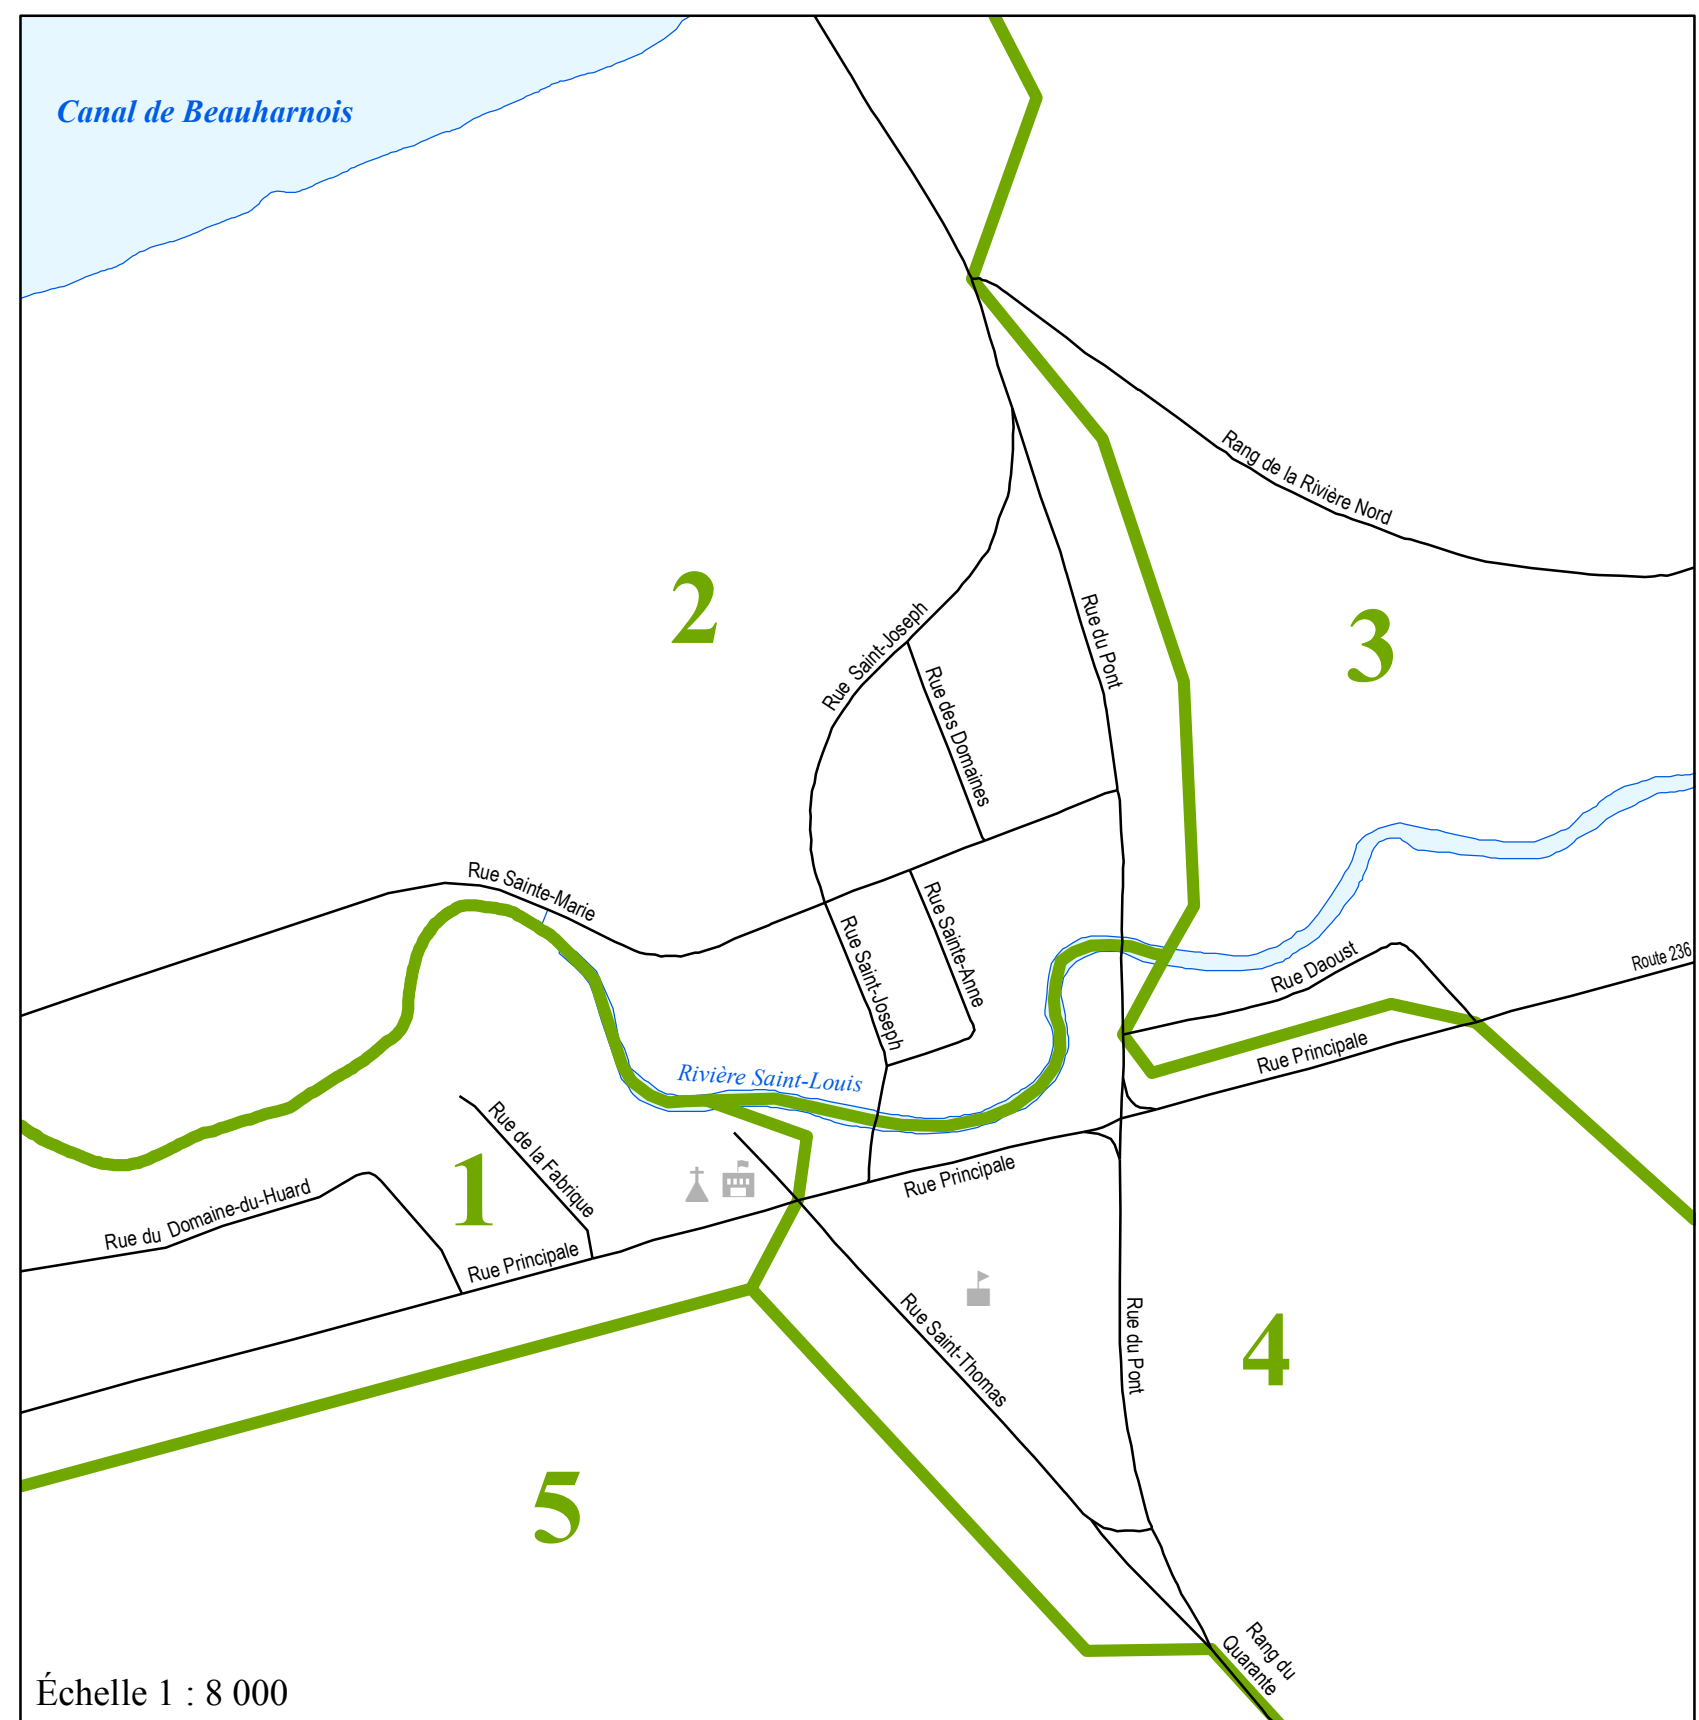 Canal de Beauharnois
Rang de la Rivière Nord
2
3
Rue Saint-Joseph
Rue du Pont
Rue des Domaines
Rue Sainte-Marie
Rue Sainte-Anne
Rue Saint-Joseph
Rue Daoust
Route 236
Rue Principale
Rivière Saint-Louis
Rue de la Fabrique
1
Rue Principale
Rue du Domaine-du-Huard
Rue Principale
Rue Saint-Thomas
Rue du Pont
4
5
Rang du
Quarante
Échelle 1 : 8 000